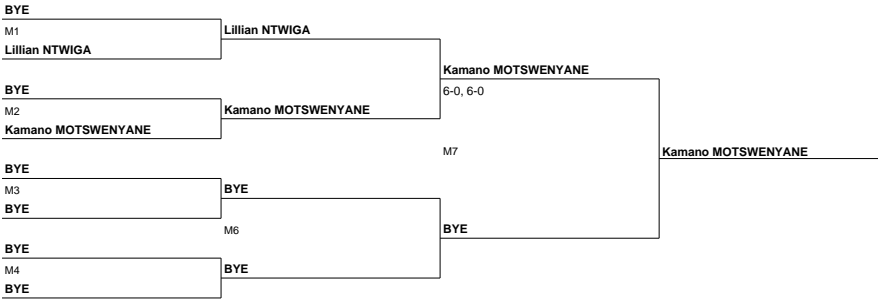 BYE
M1
Lillian NTWIGA
BYE
M2
Kamano MOTSWENYANE
BYE
M3
BYE
BYE
M4
BYE
Lillian NTWIGA
Kamano MOTSWENYANE
BYE
M6
BYE
Kamano MOTSWENYANE
6-0, 6-0
M7
BYE
Kamano MOTSWENYANE